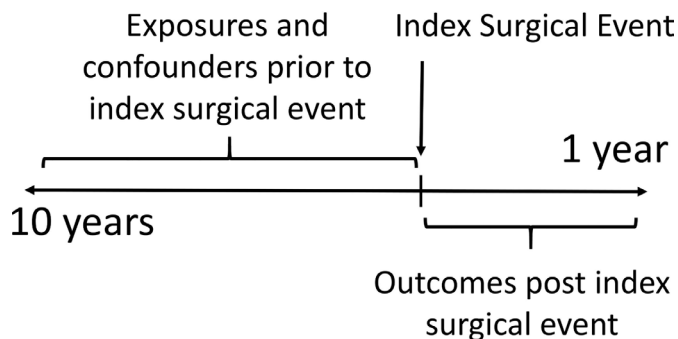 Exposures and
confounders prior to
index surgical event
Index Surgical Event
1 year
10 years
Outcomes post index
surgical event